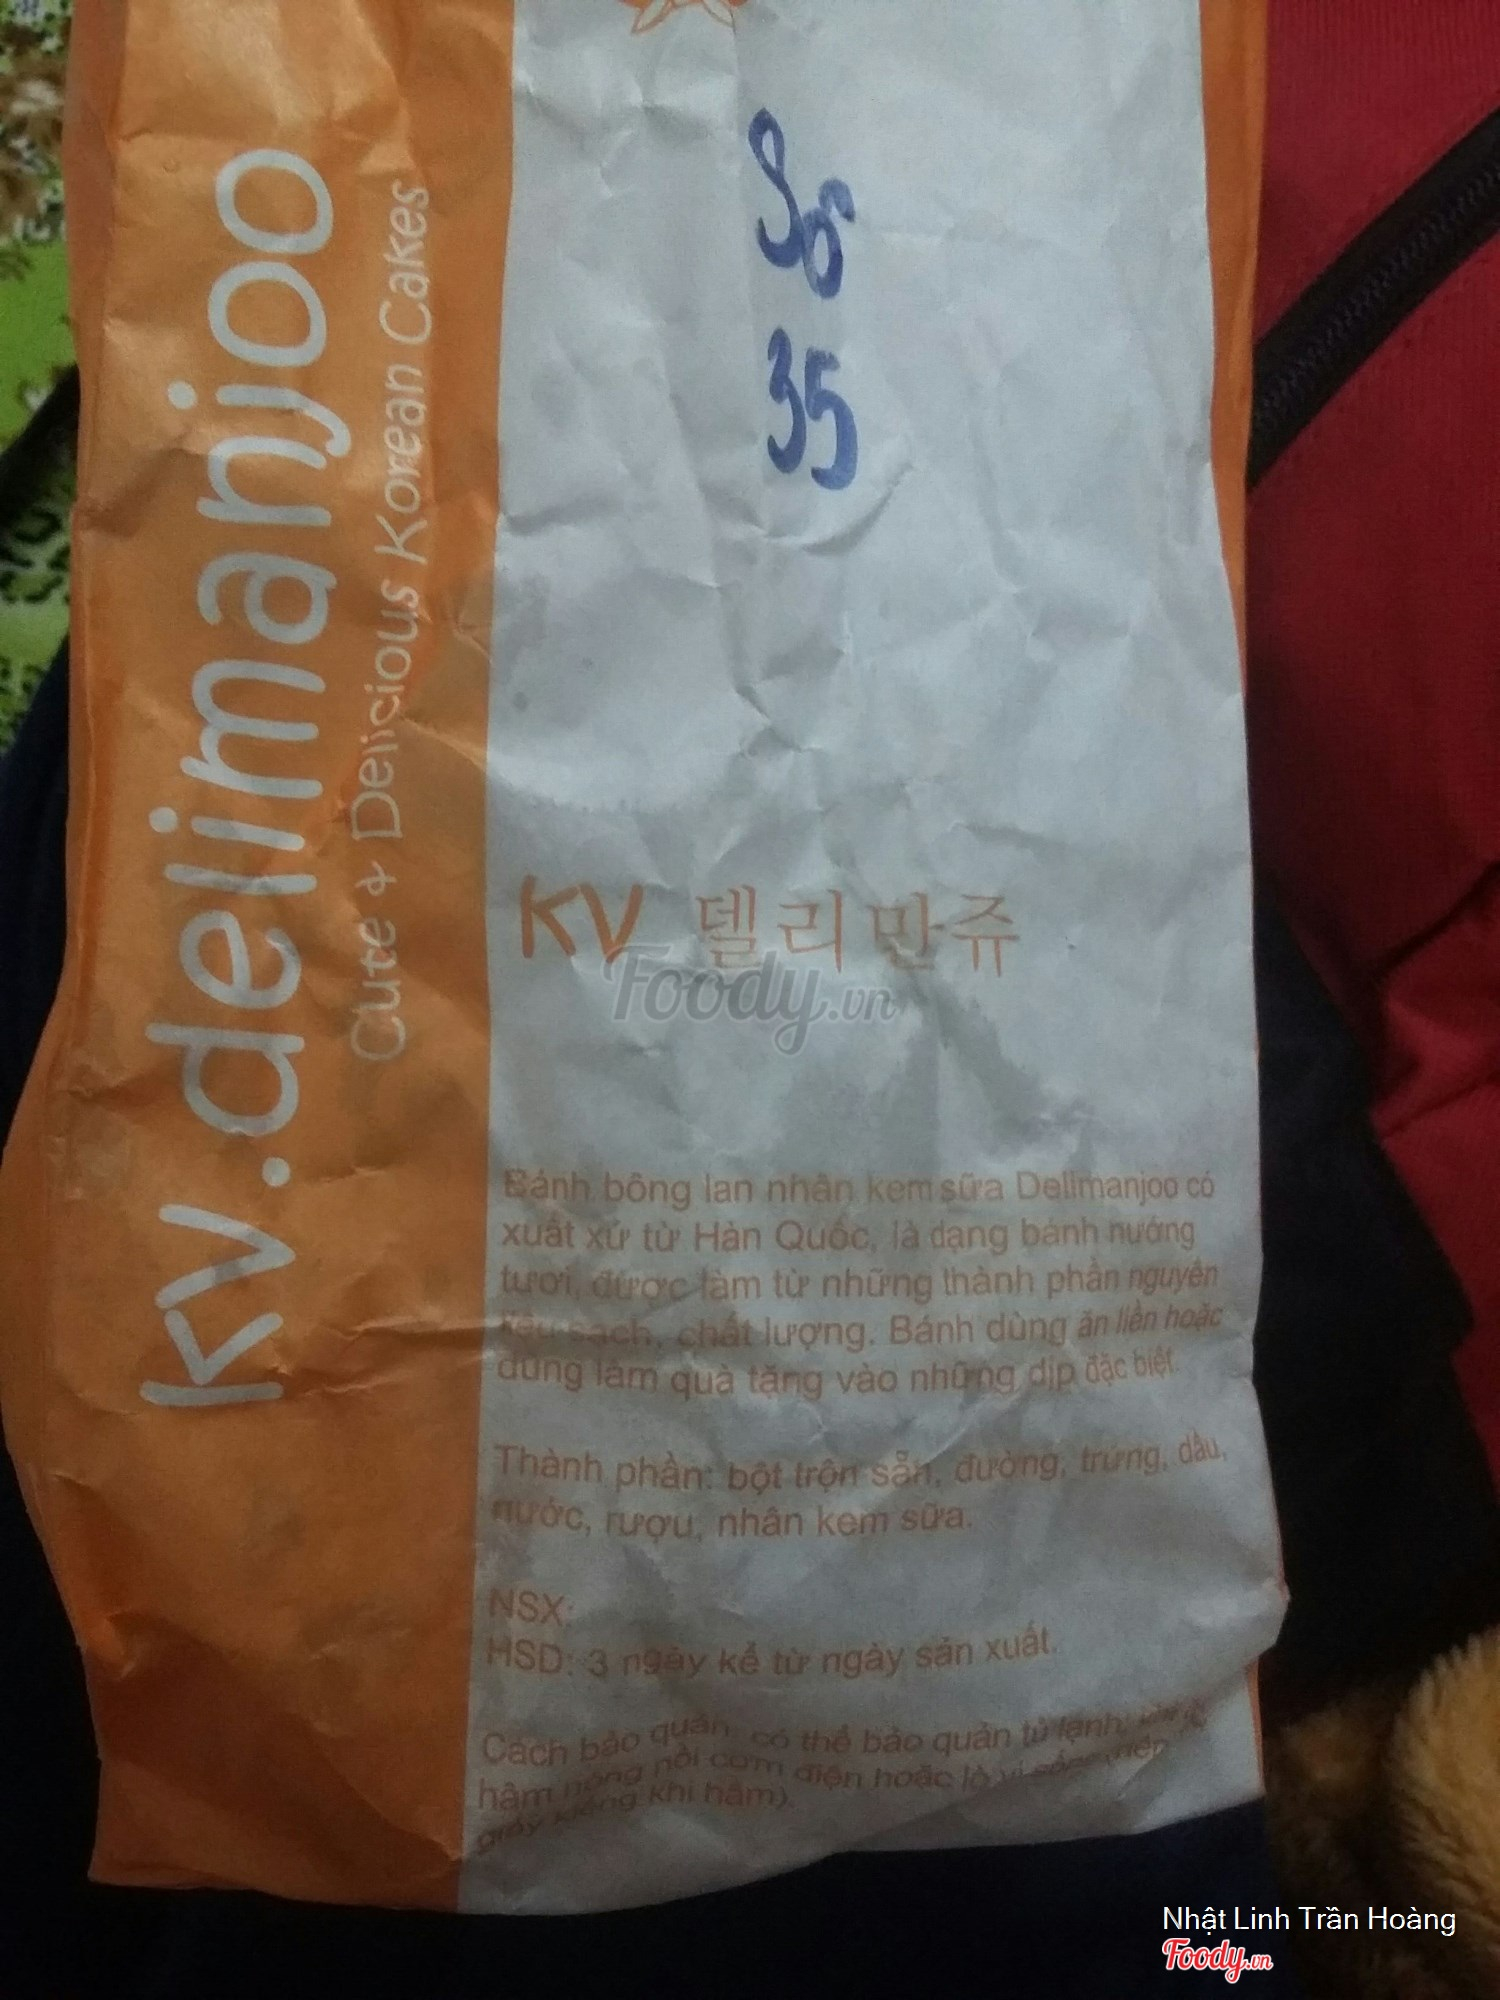 kv.delimanjoo
Cute & Delicious Korean Cakes
Số
35
KV 델리만쥬
Foody.vn
Bánh bông lan nhân kem sữa Delimanjoo có
xuất xứ từ Hàn Quốc, là dạng bánh nướng
tươi, được làm từ những thành phần nguyên
liệu sạch, chất lượng. Bánh dùng ăn liền hoặc
dùng làm quà tặng vào những dịp đặc biệt.
Thành phần: bột trộn sẵn, đường, trứng, dầu,
nước, rượu, nhân kem sữa.
NSX:
HSD: 3 ngày kể từ ngày sản xuất.
Cách bảo quản: có thể bảo quản tủ lạnh,
hâm nóng nồi cơm điện hoặc lò vi sóng
khi hâm).
Nhật Linh Trần Hoàng
Foody.vn